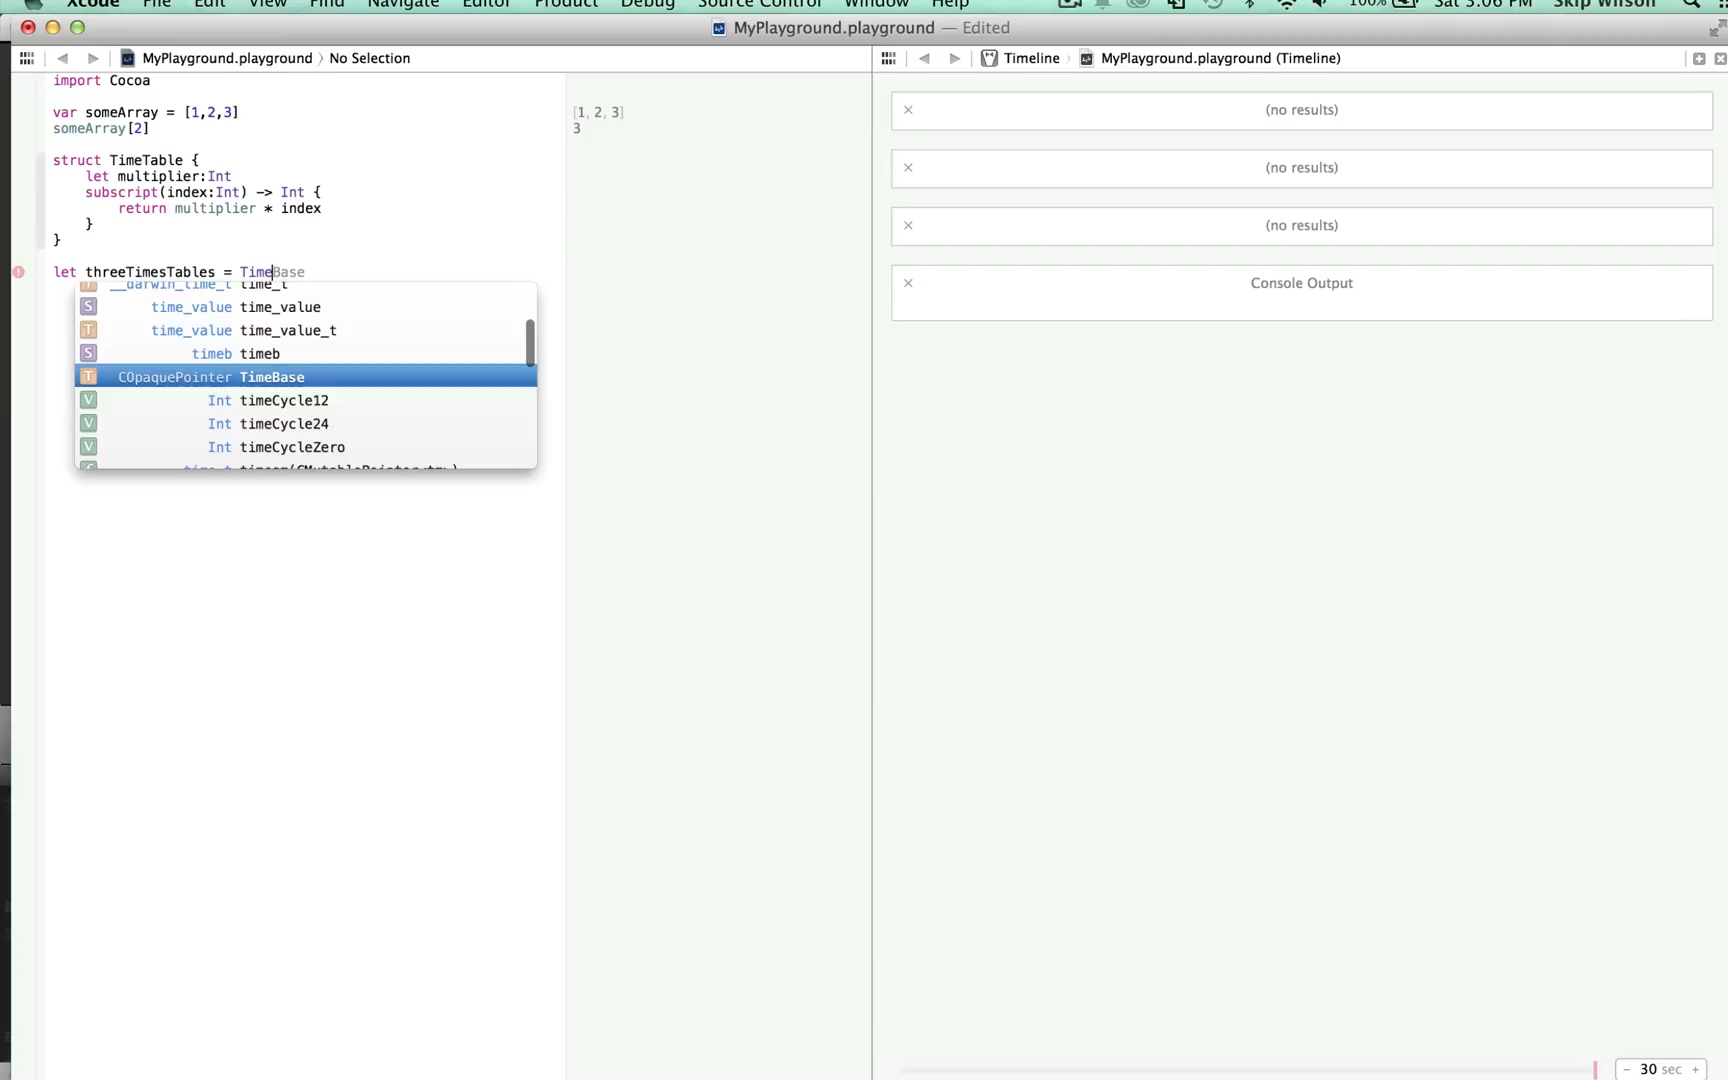 Xcode File Edit View Find Navigate Editor Product Debug Source Control Window Help 100% Sat 3:06 PM Skip Wilson
MyPlayground.playground — Edited
MyPlayground.playground › No Selection
Timeline › MyPlayground.playground (Timeline)
import Cocoa
var someArray = [1,2,3]
[1, 2, 3]
someArray[2]
3
struct TimeTable {
let multiplier:Int
subscript(index:Int) -> Int {
return multiplier * index
}
}
let threeTimesTables = TimeBase
__darwin_time_t time_t
S time_value time_value
T time_value time_value_t
S timeb timeb
T COpaquePointer TimeBase
V Int timeCycle12
V Int timeCycle24
V Int timeCycleZero
(no results)
(no results)
(no results)
Console Output
- 30 sec +